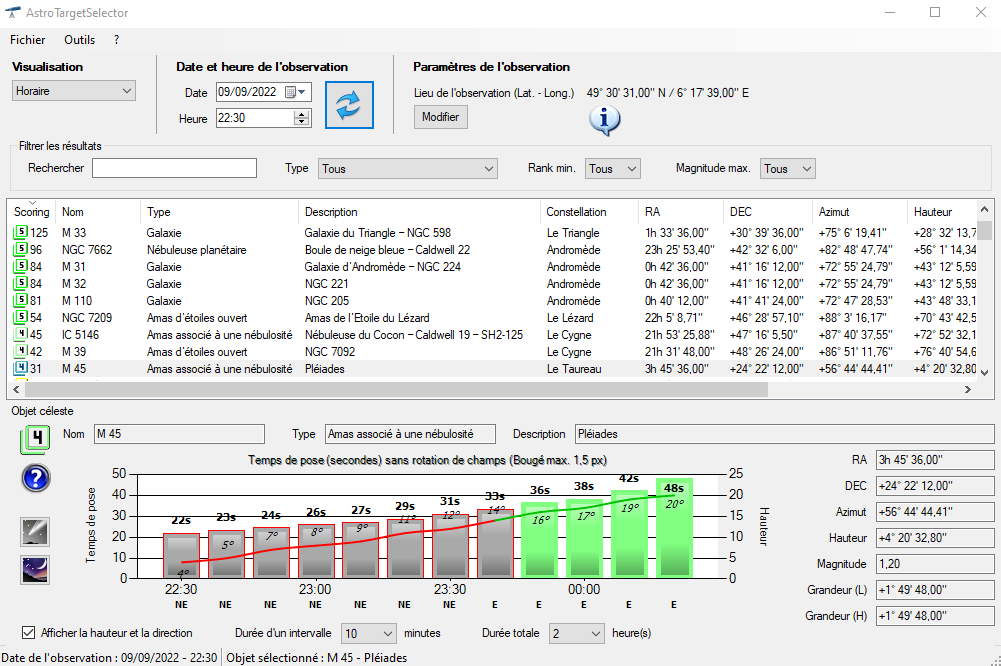 AstroTargetSelector
Fichier Outils ?
Visualisation
Horaire
Date et heure de l'observation
Date 09/09/2022
Heure 22:30
Paramètres de l'observation
Lieu de l'observation (Lat. - Long.) 49° 30' 31,00" N / 6° 17' 39,00" E
Modifier
Filtrer les résultats
Rechercher Type Tous Rank min. Tous Magnitude max. Tous
Scoring Nom Type Description Constellation RA DEC Azimut Hauteur
5 125 M 33 Galaxie Galaxie du Triangle – NGC 598 Le Triangle 1h 33' 36,00" +30° 39' 36,00" +75° 6' 19,41" +28° 32' 13,7
5 96 NGC 7662 Nébuleuse planétaire Boule de neige bleue – Caldwell 22 Andromède 23h 25' 53,40" +42° 32' 6,00" +82° 48' 47,74" +56° 1' 14,34
5 84 M 31 Galaxie Galaxie d'Andromède – NGC 224 Andromède 0h 42' 36,00" +41° 16' 12,00" +72° 55' 24,79" +43° 12' 5,59
5 84 M 32 Galaxie NGC 221 Andromède 0h 42' 36,00" +41° 16' 12,00" +72° 55' 24,79" +43° 12' 5,59
5 81 M 110 Galaxie NGC 205 Andromède 0h 40' 12,00" +41° 41' 24,00" +72° 47' 28,53" +43° 48' 33,1
5 54 NGC 7209 Amas d'étoiles ouvert Amas de l'Etoile du Lézard Le Lézard 22h 5' 8,71" +46° 28' 57,10" +88° 3' 16,17" +70° 43' 42,5
4 45 IC 5146 Amas associé à une nébulosité Nébuleuse du Cocon – Caldwell 19 – SH2-125 Le Cygne 21h 53' 25,88" +47° 16' 5,50" +87° 40' 37,55" +72° 52' 32,1
4 42 M 39 Amas d'étoiles ouvert NGC 7092 Le Cygne 21h 31' 48,00" +48° 26' 24,00" +86° 51' 11,76" +76° 40' 54,6
4 31 M 45 Amas associé à une nébulosité Pléiades Le Taureau 3h 45' 36,00" +24° 22' 12,00" +56° 44' 44,41" +4° 20' 32,80
Objet céleste
4 Nom M 45 Type Amas associé à une nébulosité Description Pléiades
Temps de pose (secondes) sans rotation de champs (Bougé max. 1,5 px)
Temps de pose
50
40
30
20
10
0
22s 23s 24s 26s 27s 29s 31s 33s 36s 38s 42s 48s
4° 5° 7° 8° 9° 11° 12° 14° 16° 17° 19° 20°
25
20
15
10
5
0
Hauteur
22:30 23:00 23:30 00:00
NE NE NE NE NE NE NE E E E E E
RA 3h 45' 36,00"
DEC +24° 22' 12,00"
Azimut +56° 44' 44,41"
Hauteur +4° 20' 32,80"
Magnitude 1,20
Grandeur (L) +1° 49' 48,00"
Grandeur (H) +1° 49' 48,00"
Afficher la hauteur et la direction Durée d'un intervalle 10 minutes Durée totale 2 heure(s)
Date de l'observation : 09/09/2022 - 22:30 Objet sélectionné : M 45 - Pléiades